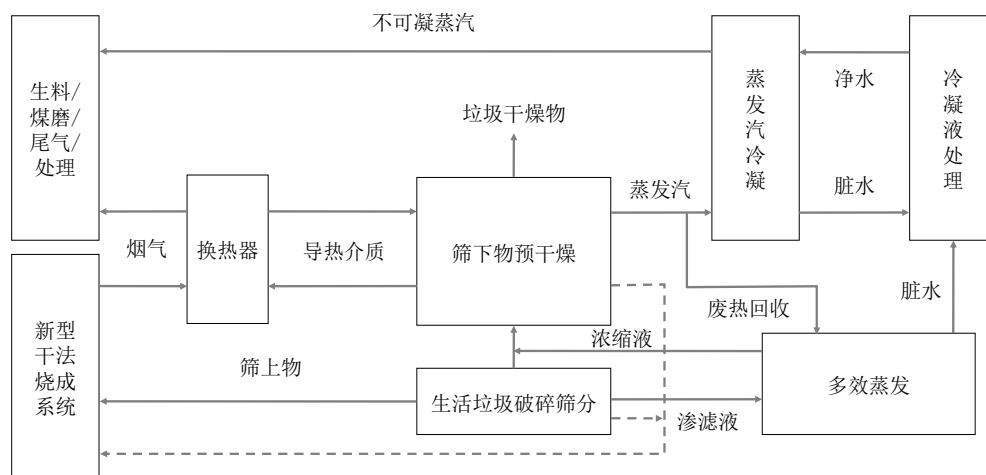 不可凝蒸汽
生料/
煤磨/
尾气/
处理
蒸
发
汽
冷
凝
净水
冷
凝
液
处
理
垃圾干燥物
蒸发汽
脏水
烟气
换热器
导热介质
筛下物预干燥
废热回收
脏水
新型
干法
烧成
系统
筛上物
浓缩液
生活垃圾破碎筛分
渗滤液
多效蒸发